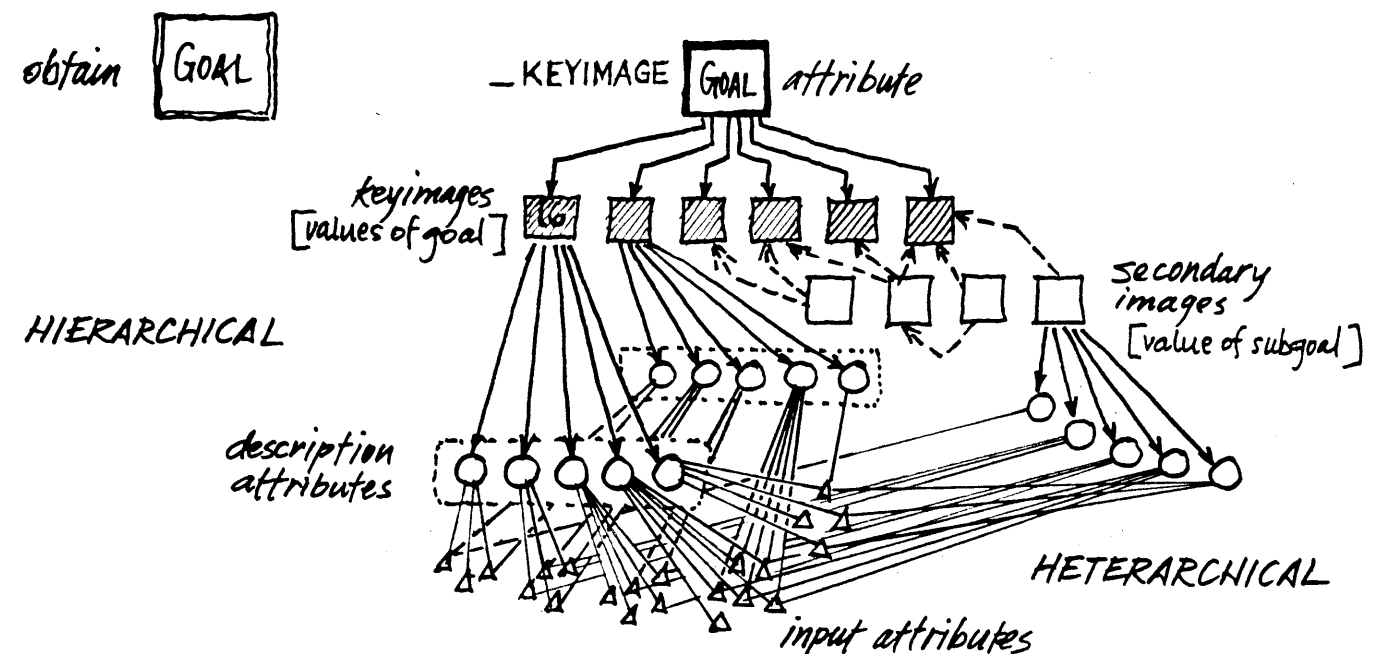 obtain GOAL
_ KEYIMAGE GOAL attribute
keyimages
[values of goal]
secondary
images
[value of subgoal]
HIERARCHICAL
description
attributes
HETERARCHICAL
input attributes